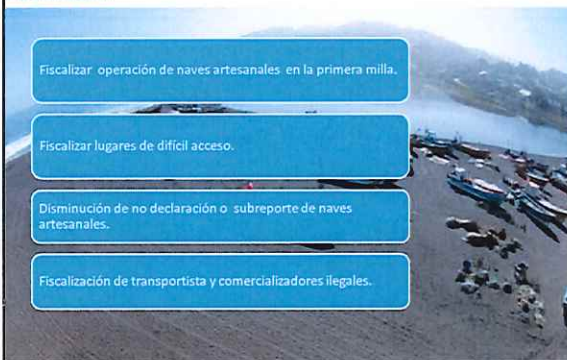 Fiscalizar operación de naves artesanales en la primera milla.
Fiscalizar lugares de difícil acceso.
Disminución de no declaración o subreporte de naves
artesanales.
Fiscalización de transportista y comercializadores ilegales.